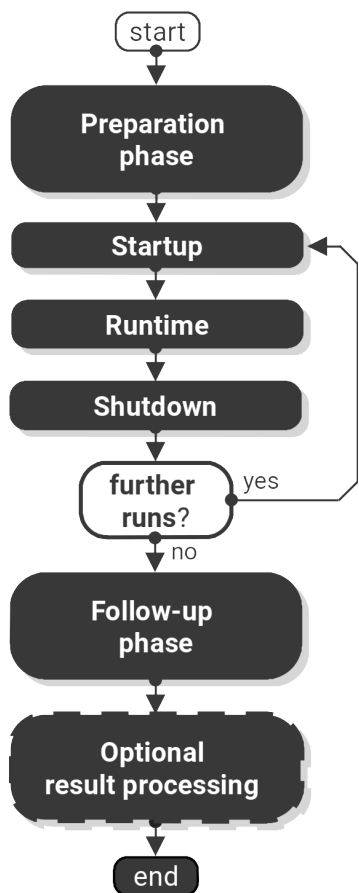 start
Preparation
phase
Startup
Runtime
Shutdown
further
runs?
yes
no
Follow-up
phase
Optional
result processing
end